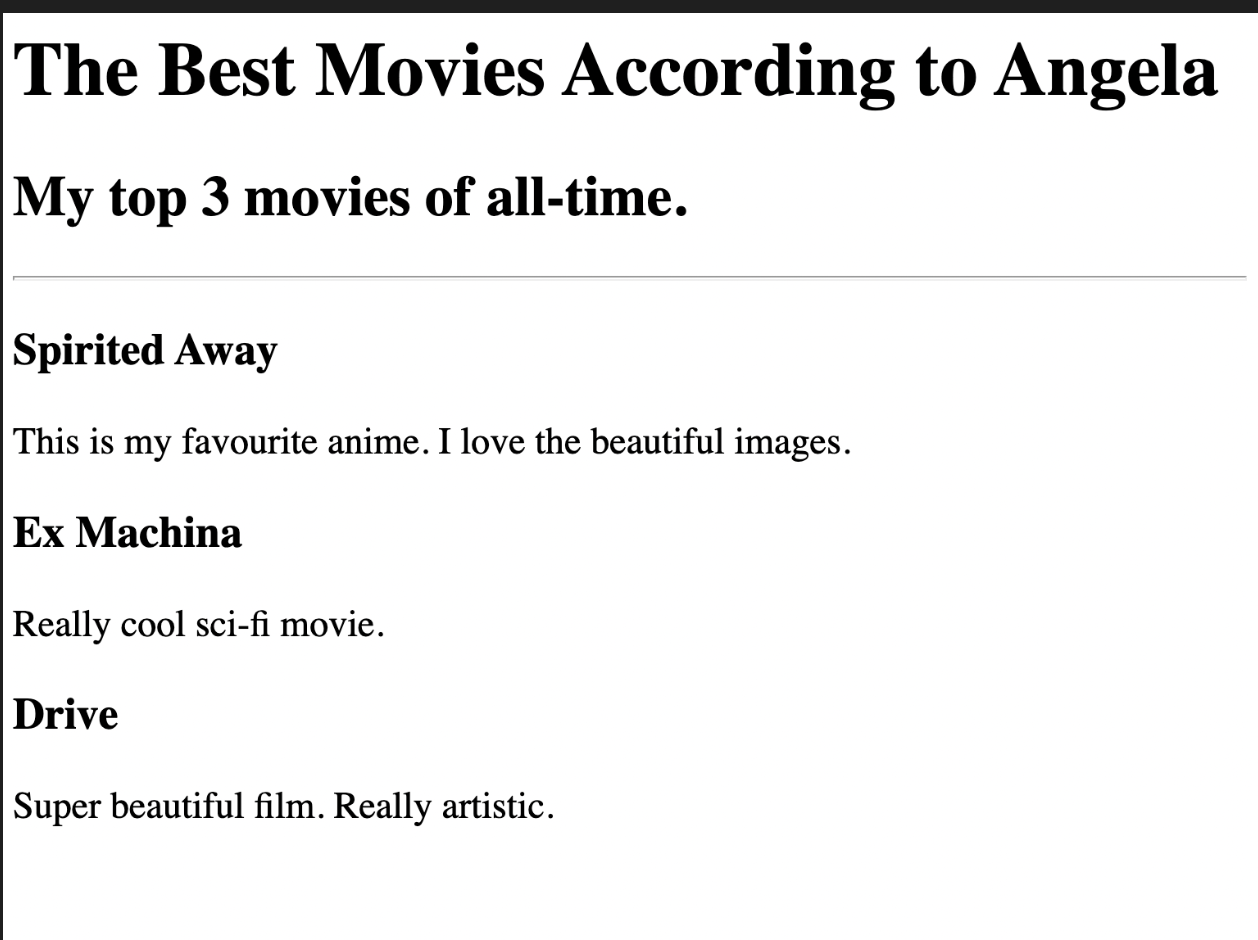 The Best Movies According to Angela
My top 3 movies of all-time.
Spirited Away
This is my favourite anime. I love the beautiful images.
Ex Machina
Really cool sci-fi movie.
Drive
Super beautiful film. Really artistic.